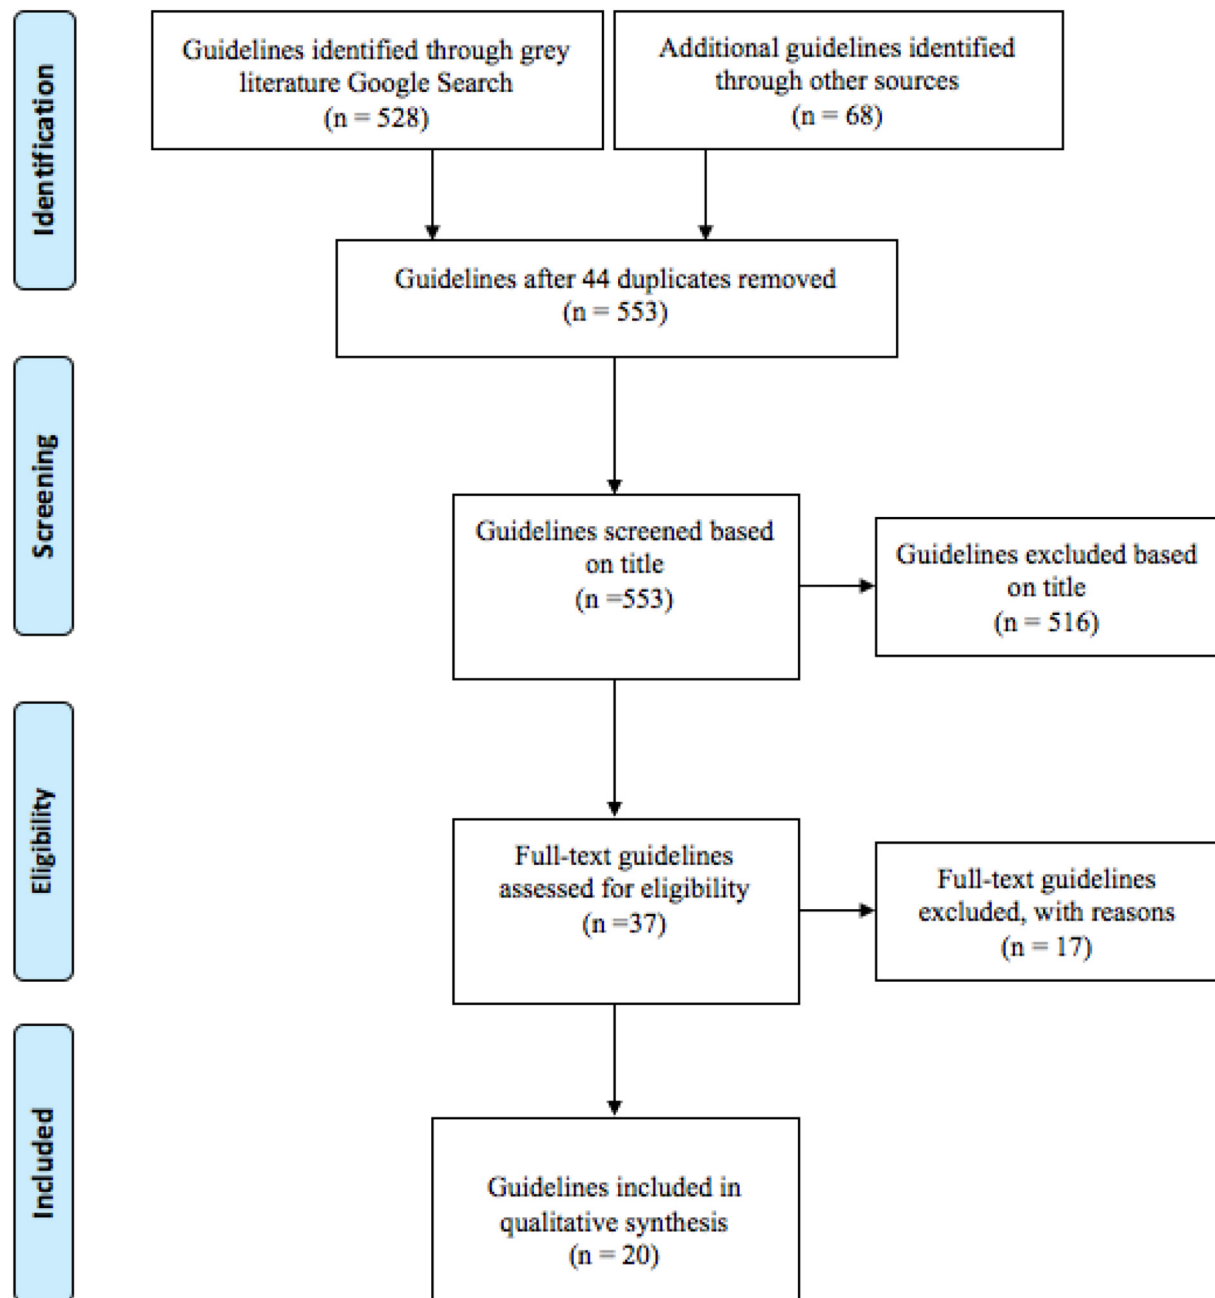 Identification
Guidelines identified through grey
literature Google Search
(n = 528)
Additional guidelines identified
through other sources
(n = 68)
Guidelines after 44 duplicates removed
(n = 553)
Screening
Guidelines screened based
on title
(n =553)
Guidelines excluded based
on title
(n = 516)
Eligibility
Full-text guidelines
assessed for eligibility
(n =37)
Full-text guidelines
excluded, with reasons
(n = 17)
Included
Guidelines included in
qualitative synthesis
(n = 20)